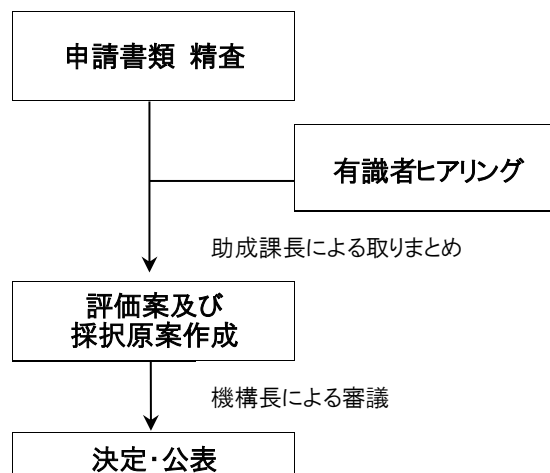 申請書類 精査
有識者ヒアリング
助成課長による取りまとめ
評価案及び
採択原案作成
機構長による審議
決定・公表